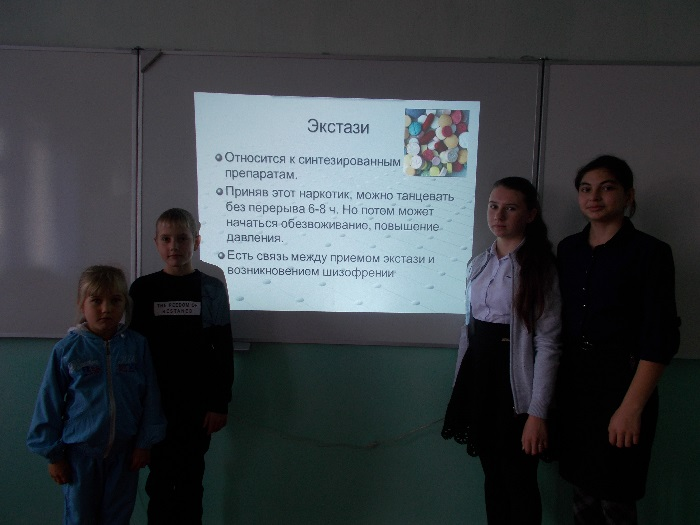 Экстази
Относится к синтезированным
препаратам.
Приняв этот наркотик, можно танцевать
без перерыва 6-8 ч. Но потом может
начаться обезвоживание, повышение
давления.
Есть связь между приемом экстази и
возникновением шизофрении